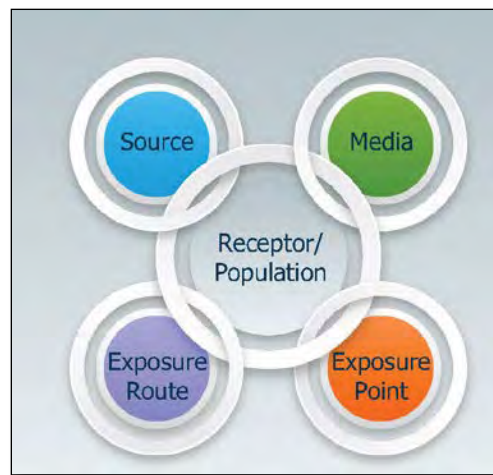 Source
Media
Receptor/
Population
Exposure
Route
Exposure
Point